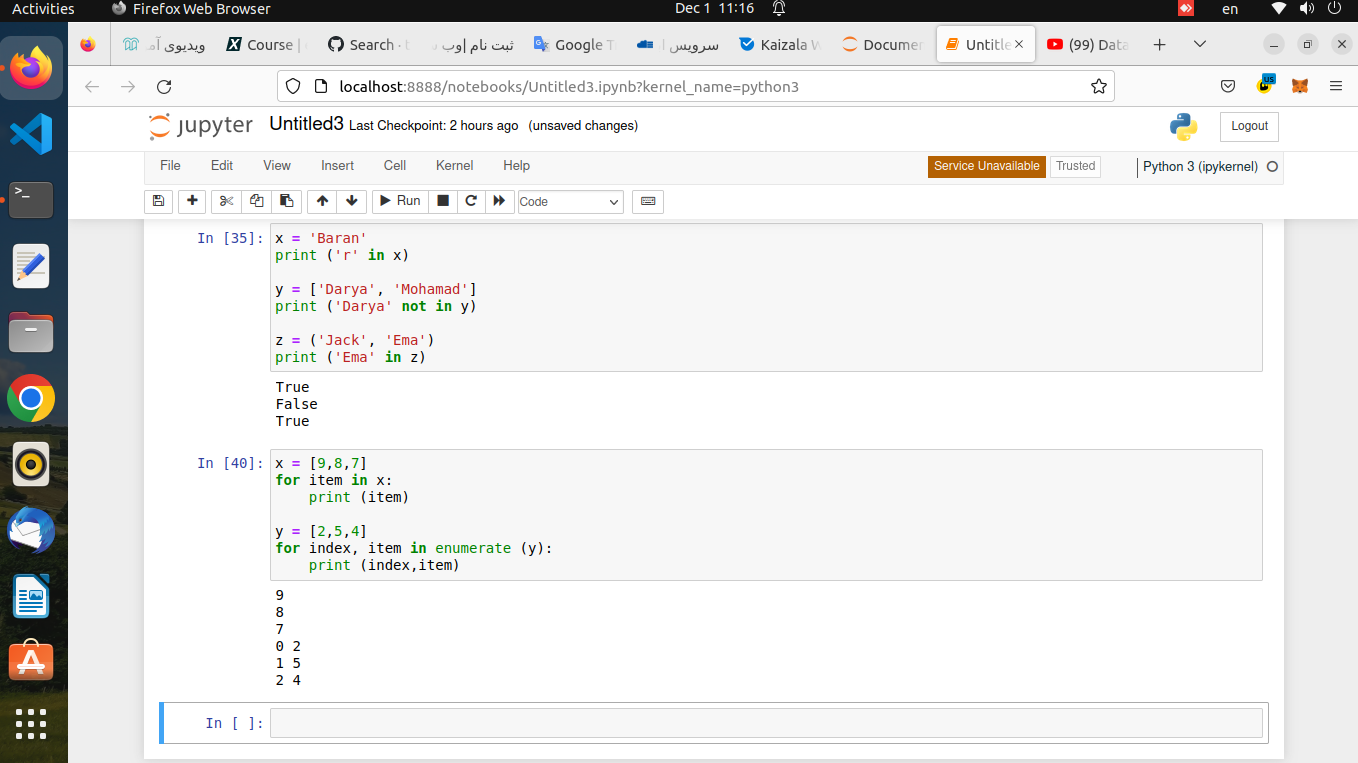 Activities
Firefox Web Browser
Dec 1 11:16
en
ویدیوی آم
Course |
Search ·
ثبت نام |وب
Google T
سرویس ا
Kaizala W
Documen
Untitle
(99) Data
localhost:8888/notebooks/Untitled3.ipynb?kernel_name=python3
us
jupyter Untitled3 Last Checkpoint: 2 hours ago (unsaved changes)
Logout
File Edit View Insert Cell Kernel Help
Service Unavailable Trusted Python 3 (ipykernel)
Run Code
In [35]: x = 'Baran'
print ('r' in x)
y = ['Darya', 'Mohamad']
print ('Darya' not in y)
z = ('Jack', 'Ema')
print ('Ema' in z)
True
False
True
In [40]: x = [9,8,7]
for item in x:
    print (item)
y = [2,5,4]
for index, item in enumerate (y):
    print (index,item)
9
8
7
0 2
1 5
2 4
In [ ]: